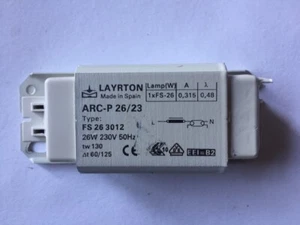 LAYRTON
Made in Spain
ARC-P 26/23
Type:
FS 26 3012
26W 230V 50Hz
tw 130
Δt 60/125
Lamp(W) A λ
1xFS-26 0,315 0,48
L N
EEI=B2